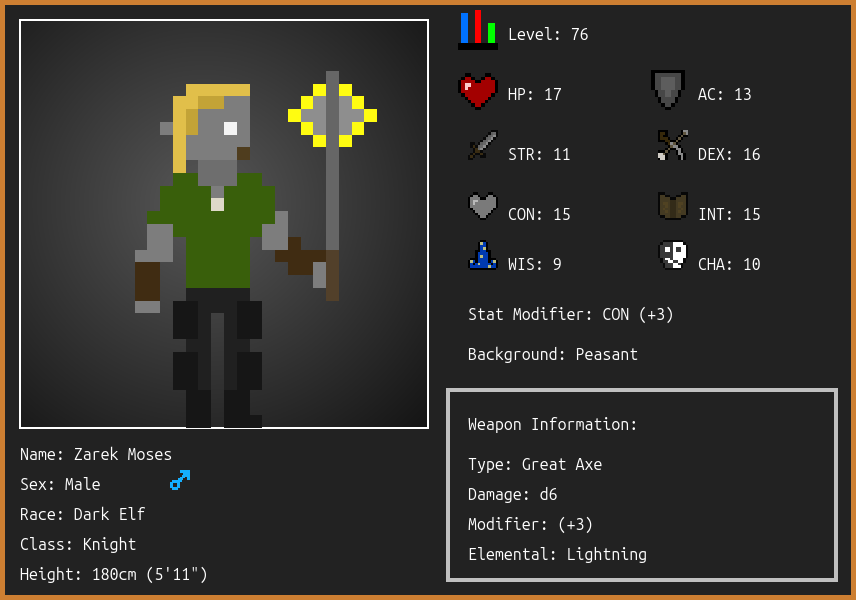 Level: 76
HP: 17
AC: 13
STR: 11
DEX: 16
CON: 15
INT: 15
WIS: 9
CHA: 10
Stat Modifier: CON (+3)
Background: Peasant
Weapon Information:
Type: Great Axe
Damage: d6
Modifier: (+3)
Elemental: Lightning
Name: Zarek Moses
Sex: Male
Race: Dark Elf
Class: Knight
Height: 180cm (5'11")